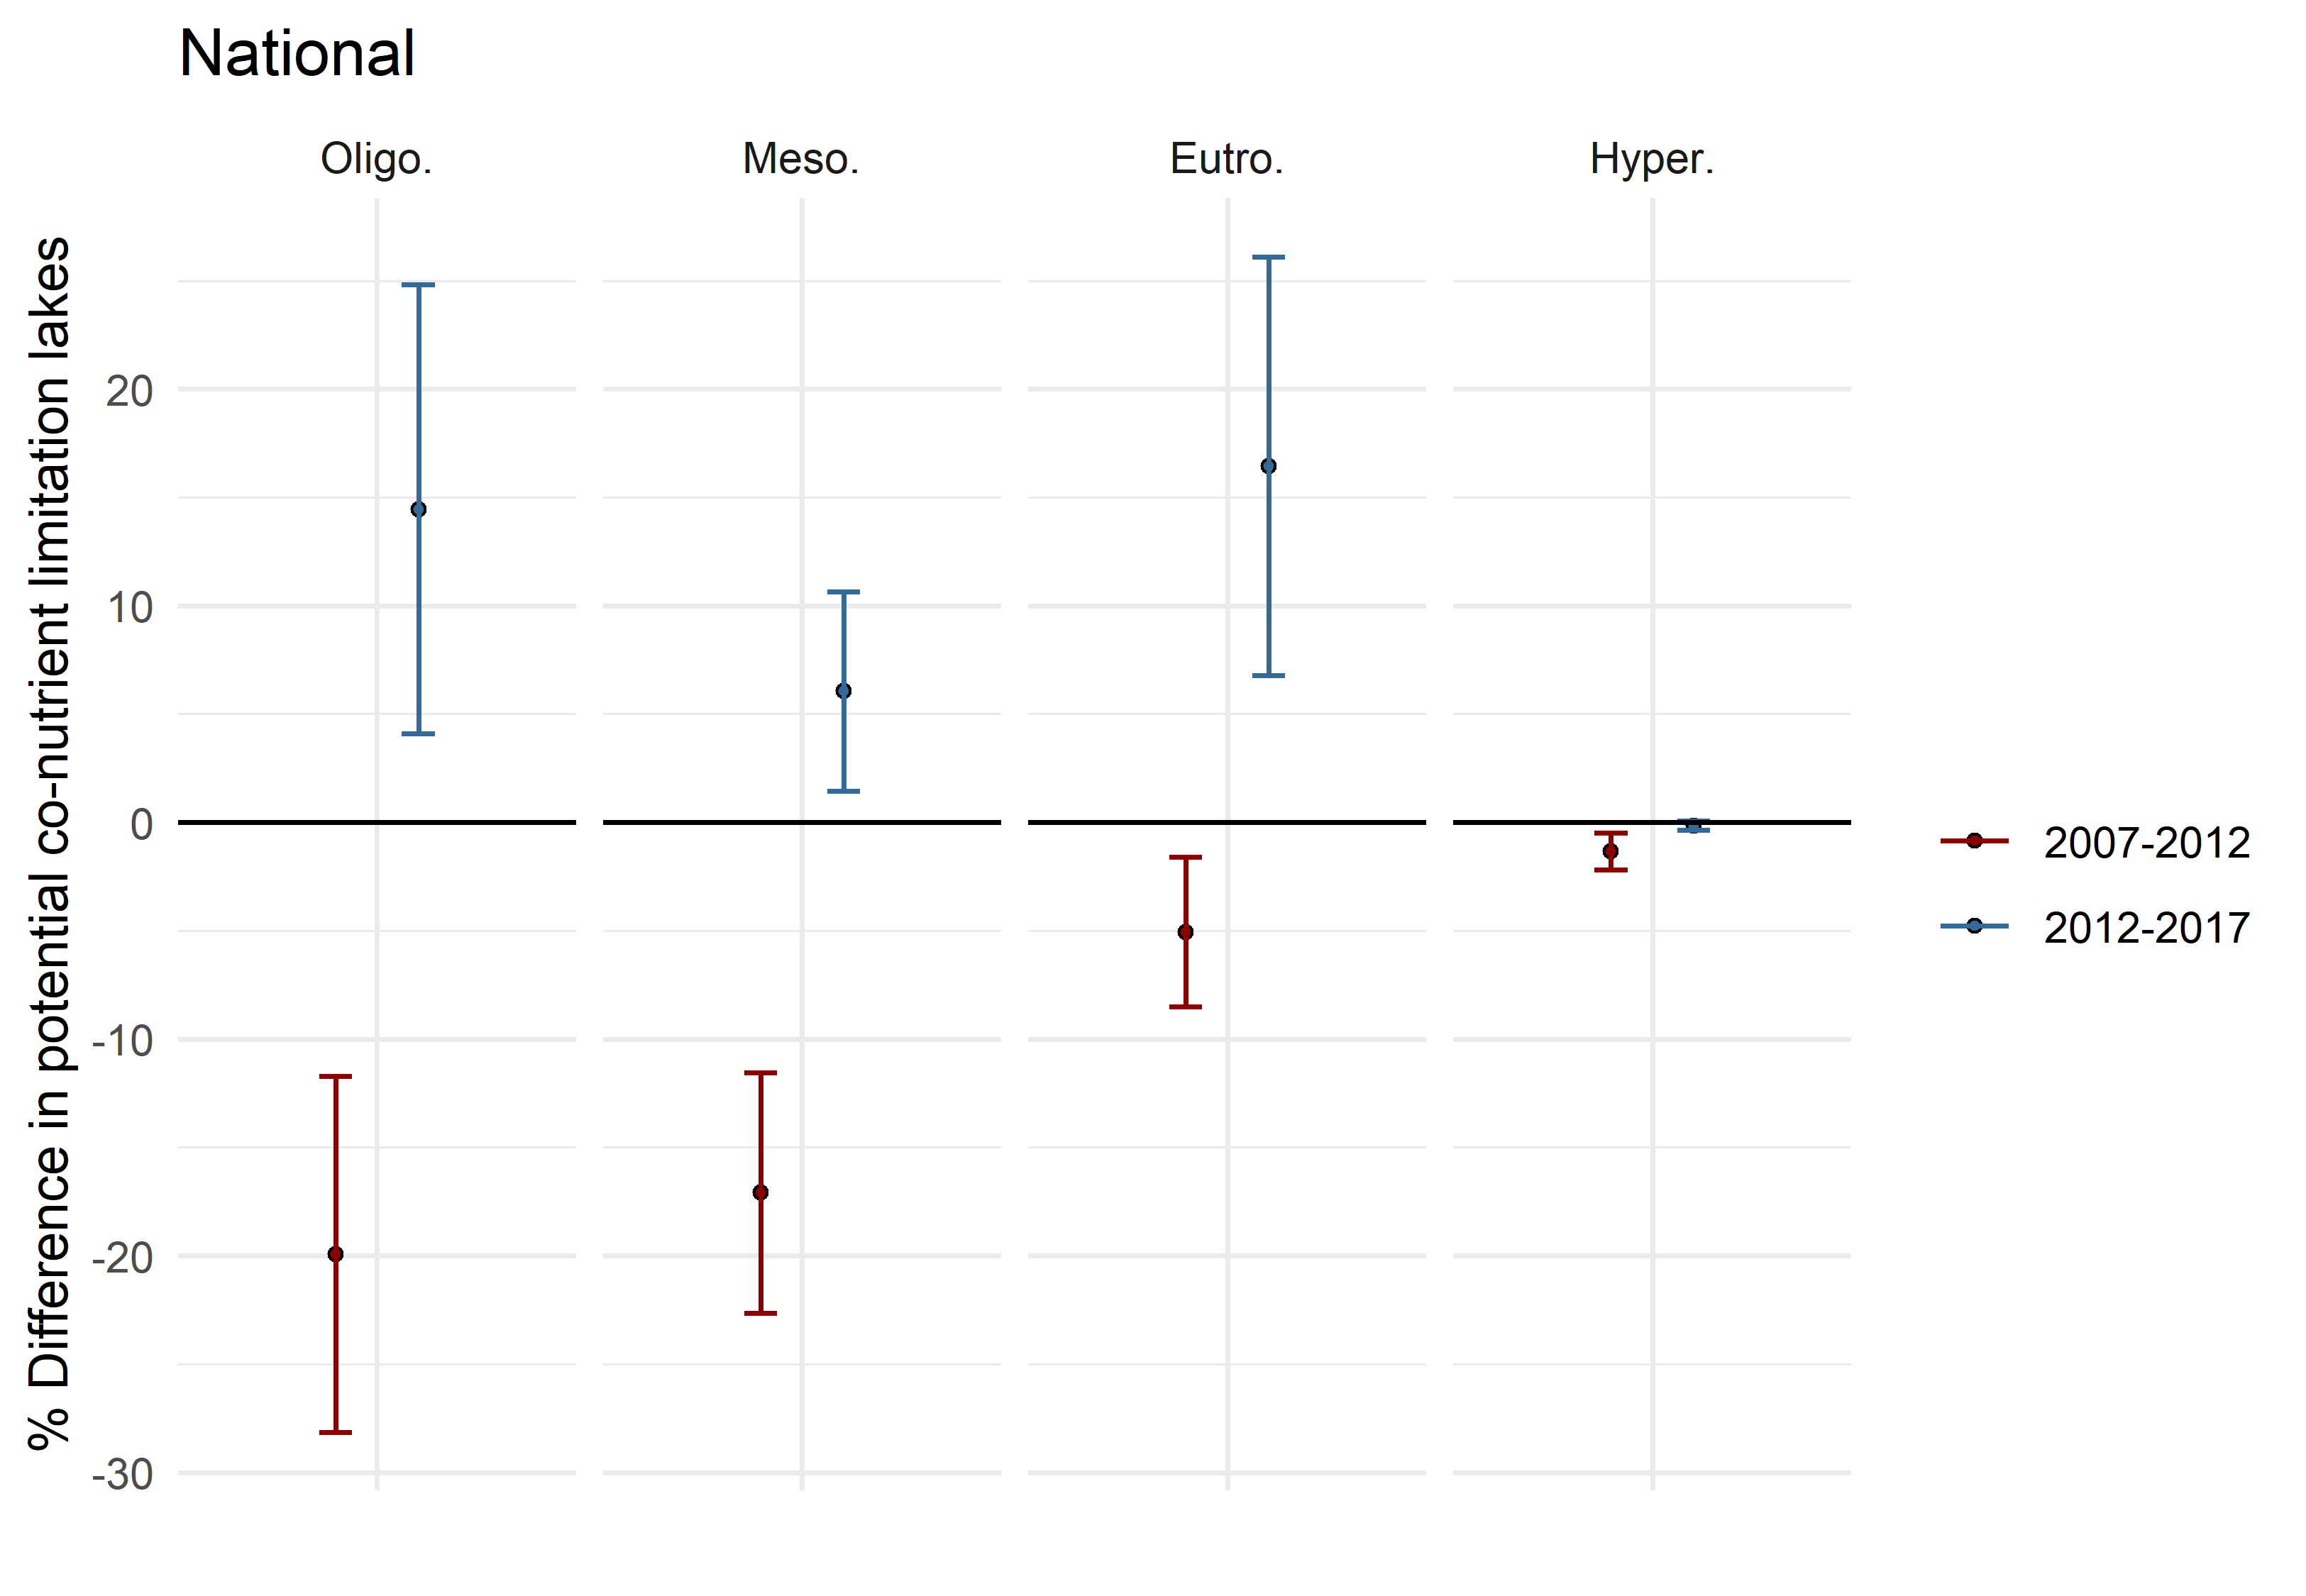 National
Oligo.
Meso.
Eutro.
Hyper.
% Difference in potential co-nutrient limitation lakes
20
10
0
-10
-20
-30
2007-2012
2012-2017